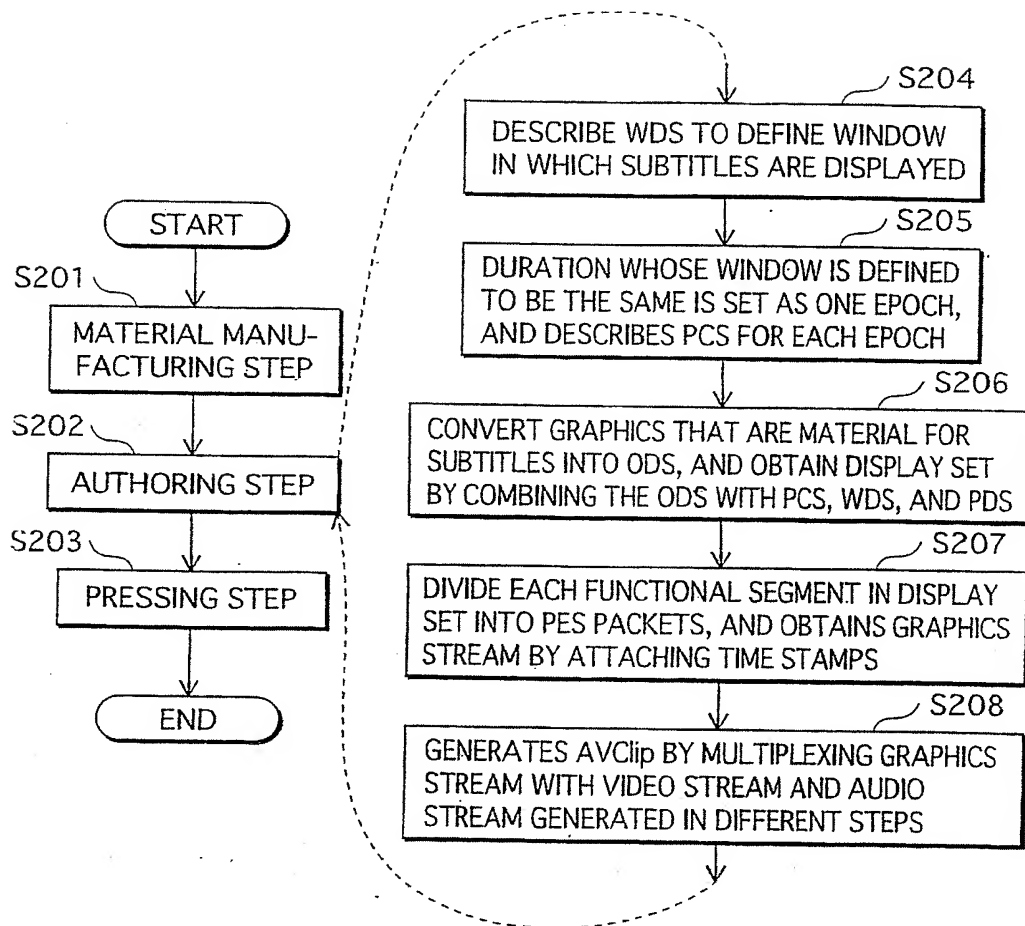 START
S201
MATERIAL MANU-
FACTURING STEP
S202
AUTHORING STEP
S203
PRESSING STEP
END
S204
DESCRIBE WDS TO DEFINE WINDOW
IN WHICH SUBTITLES ARE DISPLAYED
S205
DURATION WHOSE WINDOW IS DEFINED
TO BE THE SAME IS SET AS ONE EPOCH,
AND DESCRIBES PCS FOR EACH EPOCH
S206
CONVERT GRAPHICS THAT ARE MATERIAL FOR
SUBTITLES INTO ODS, AND OBTAIN DISPLAY SET
BY COMBINING THE ODS WITH PCS, WDS, AND PDS
S207
DIVIDE EACH FUNCTIONAL SEGMENT IN DISPLAY
SET INTO PES PACKETS, AND OBTAINS GRAPHICS
STREAM BY ATTACHING TIME STAMPS
S208
GENERATES AVClip BY MULTIPLEXING GRAPHICS
STREAM WITH VIDEO STREAM AND AUDIO
STREAM GENERATED IN DIFFERENT STEPS